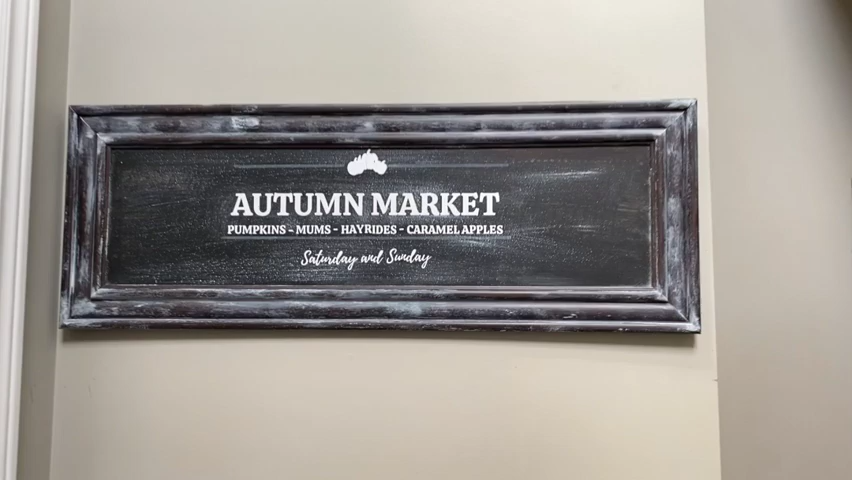 AUTUMN MARKET
PUMPKINS - MUMS - HAYRIDES - CARAMEL APPLES
Saturday and Sunday